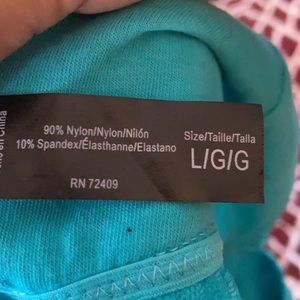 90% Nylon/Nylon/Nilón
10% Spandex/Élasthanne/Elastano
RN 72409
Size/Taille/Talla
L/G/G
in China